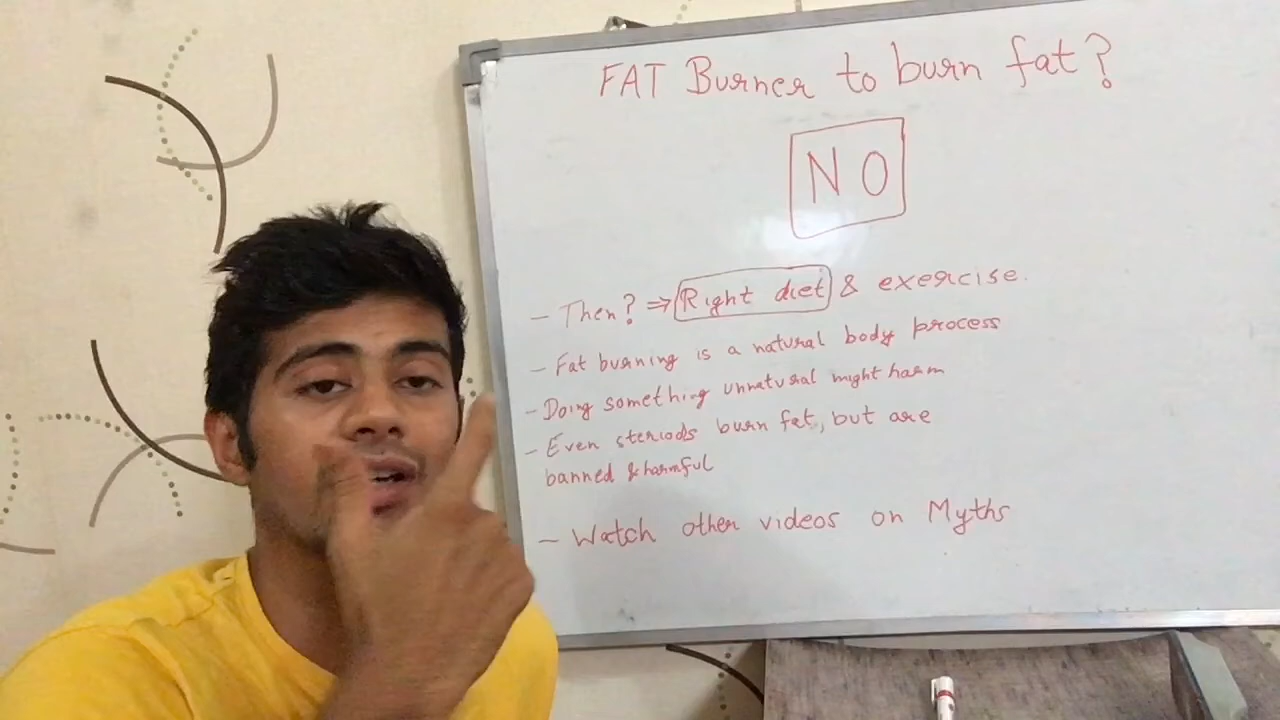 FAT Burner to burn fat?
NO
- Then? ⇒ Right diet & exercise.
- Fat burning is a natural body process
- Doing something unnatural might harm
- Even steriods burn fat, but are
banned & harmful
- Watch other videos on Myths